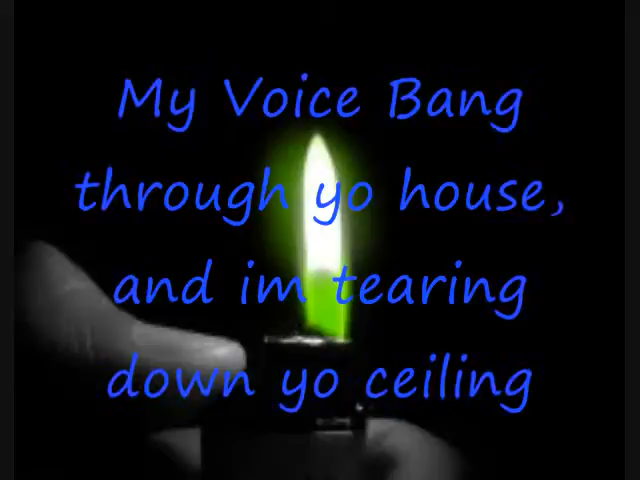 My Voice Bang
through yo house,
and im tearing
down yo ceiling